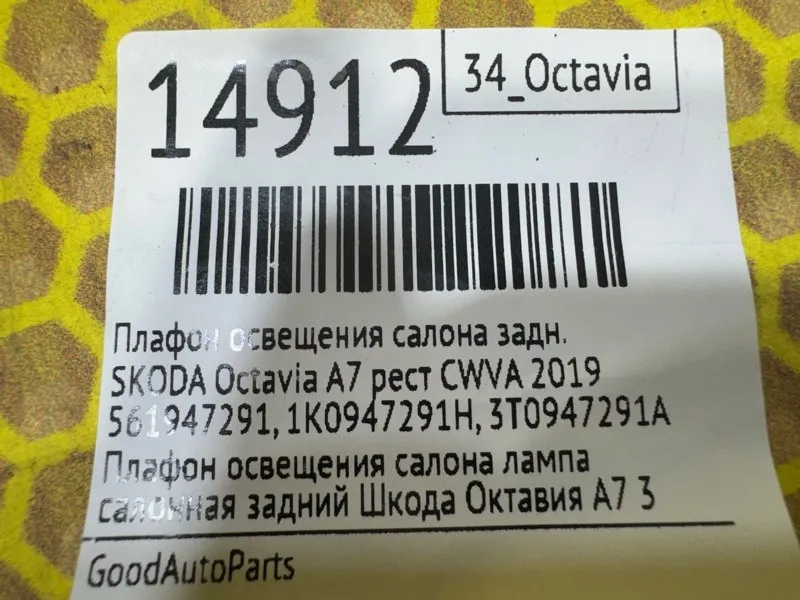 14912
34_Octavia
Плафон освещения салона задн.
SKODA Octavia A7 рест CWVA 2019
561947291, 1K0947291H, 3T0947291A
Плафон освещения салона лампа
салонная задний Шкода Октавия А7 3
GoodAutoParts